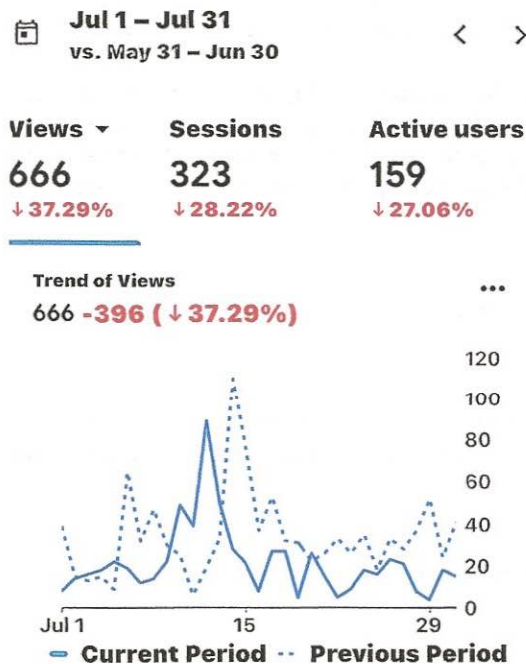 Jul 1 – Jul 31
vs. May 31 – Jun 30
Views Sessions Active users
666 323 159
↓ 37.29% ↓ 28.22% ↓ 27.06%
Trend of Views
666 -396 (↓ 37.29%)
120
100
80
60
40
20
0
Jul 1 15 29
Current Period Previous Period